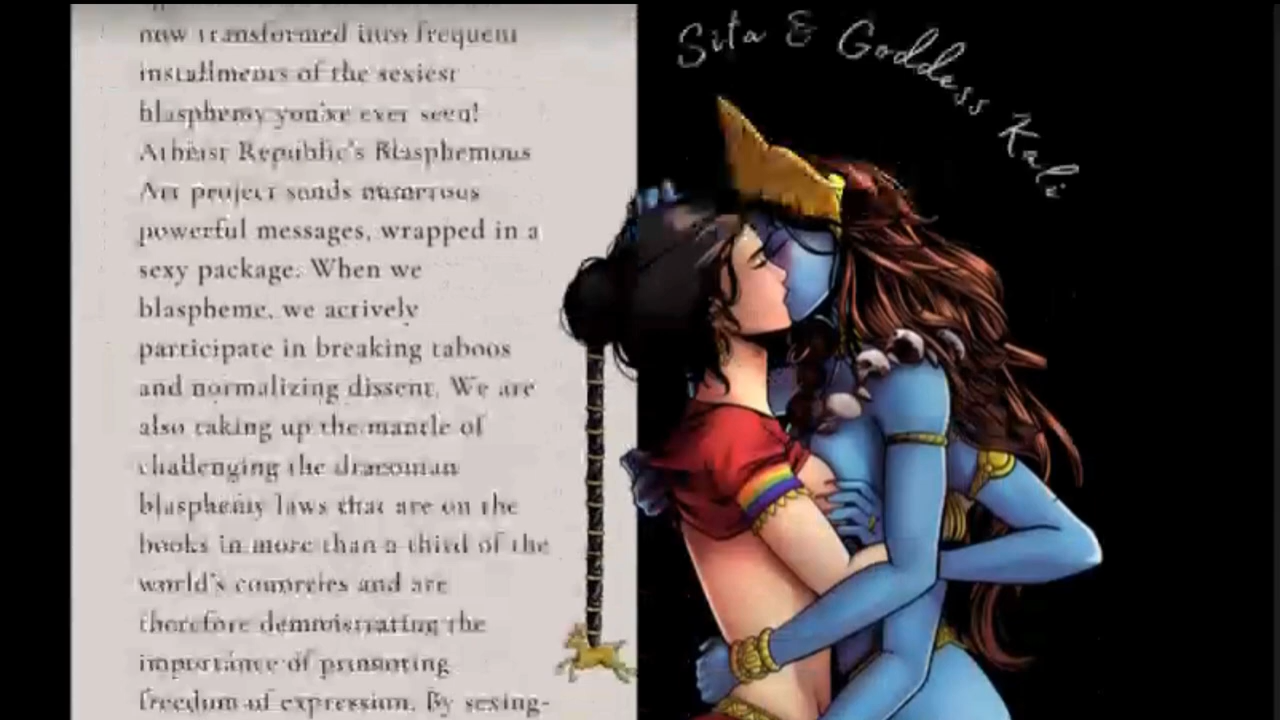 now transformed into frequent
installments of the sexiest
blasphemy you've ever seen!
Atheist Republic's Blasphemous
Art project sends numerous
powerful messages, wrapped in a
sexy package. When we
blaspheme, we actively
participate in breaking taboos
and normalizing dissent. We are
also taking up the mantle of
challenging the draconian
blasphemy laws that are on the
books in more than a third of the
world's countries and are
therefore demonstrating the
importance of promoting
freedom of expression. By sexing-
Sita & Goddess Kali